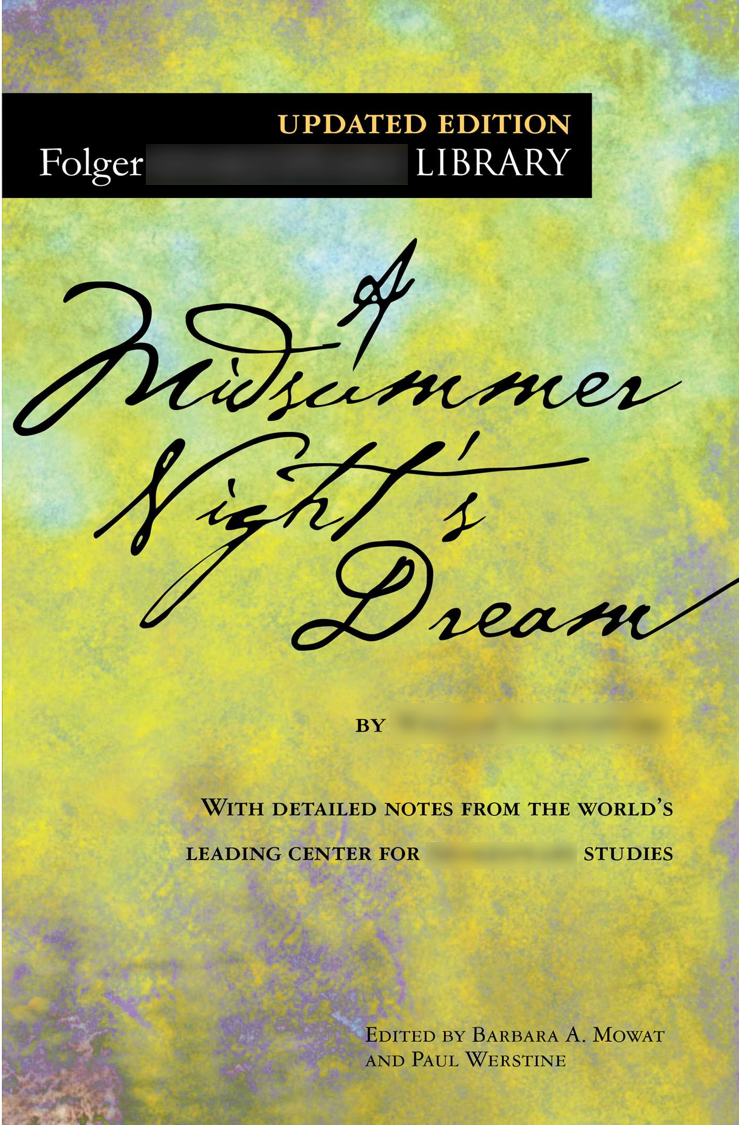 UPDATED EDITION
Folger LIBRARY
A
Midsummer
Night's
Dream
BY
WITH DETAILED NOTES FROM THE WORLD'S
LEADING CENTER FOR STUDIES
EDITED BY BARBARA A. MOWAT
AND PAUL WERSTINE